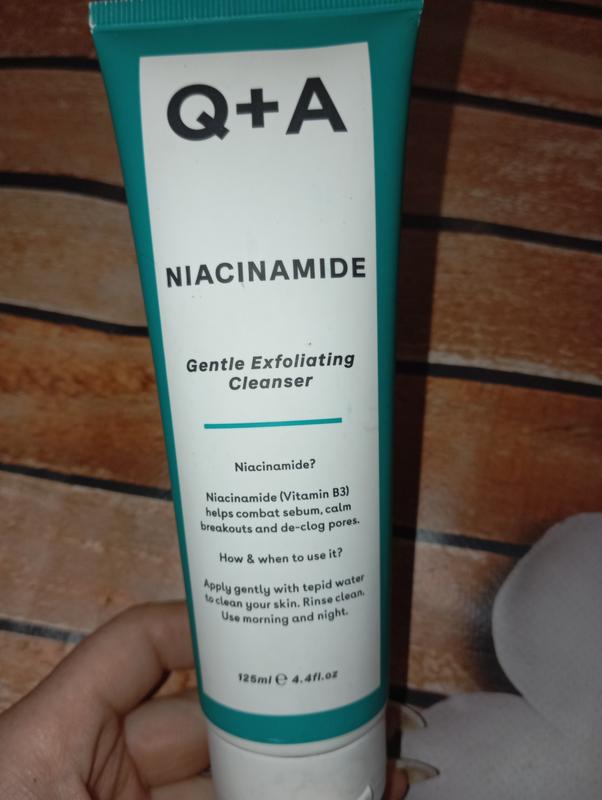 Q+A
NIACINAMIDE
Gentle Exfoliating
Cleanser
Niacinamide?
Niacinamide (Vitamin B3)
helps combat sebum, calm
breakouts and de-clog pores.
How & when to use it?
Apply gently with tepid water
to clean your skin. Rinse clean.
Use morning and night.
125ml ℮ 4.4fl.oz